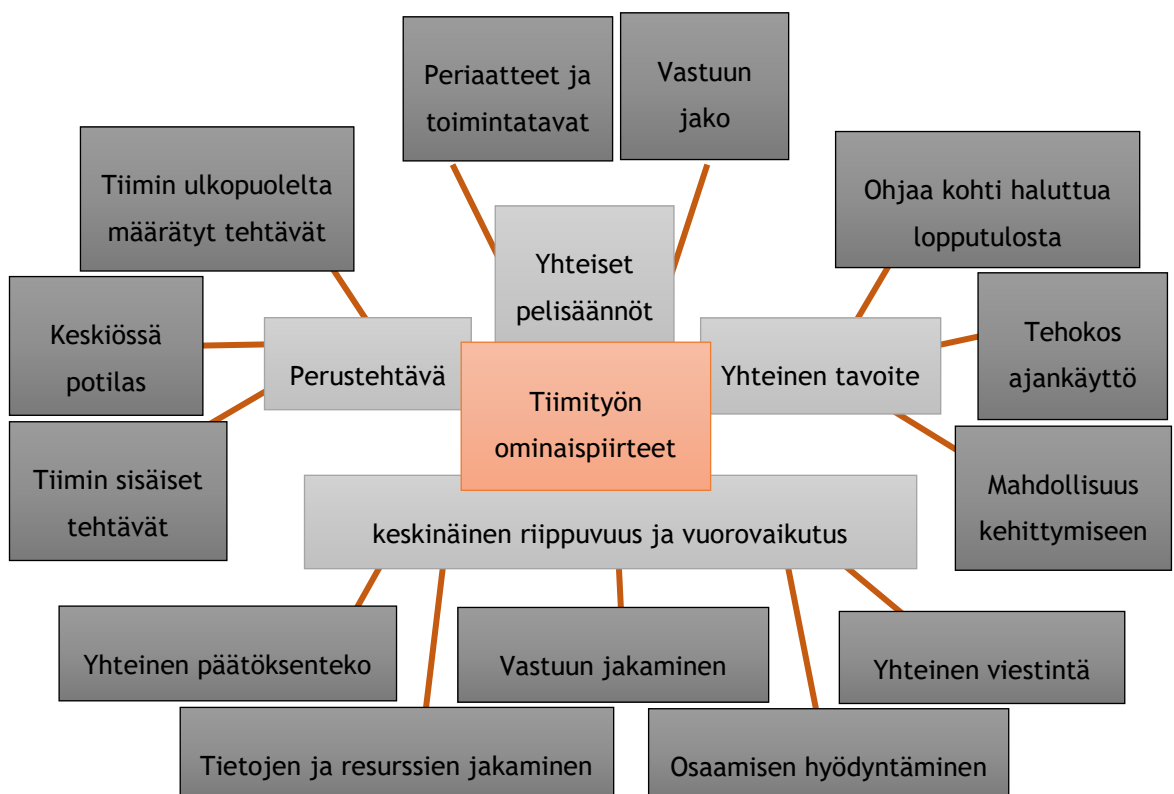 Periaatteet ja
toimintatavat
Vastuun
jako
Tiimin ulkopuolelta
määrätyt tehtävät
Ohjaa kohti haluttua
lopputulosta
Yhteiset
pelisäännöt
Keskiössä
potilas
Perustehtävä
Yhteinen tavoite
Tehokos
ajankäyttö
Tiimityön
ominaispiirteet
Tiimin sisäiset
tehtävät
Mahdollisuus
kehittymiseen
keskinäinen riippuvuus ja vuorovaikutus
Yhteinen päätöksenteko
Vastuun jakaminen
Yhteinen viestintä
Tietojen ja resurssien jakaminen
Osaamisen hyödyntäminen